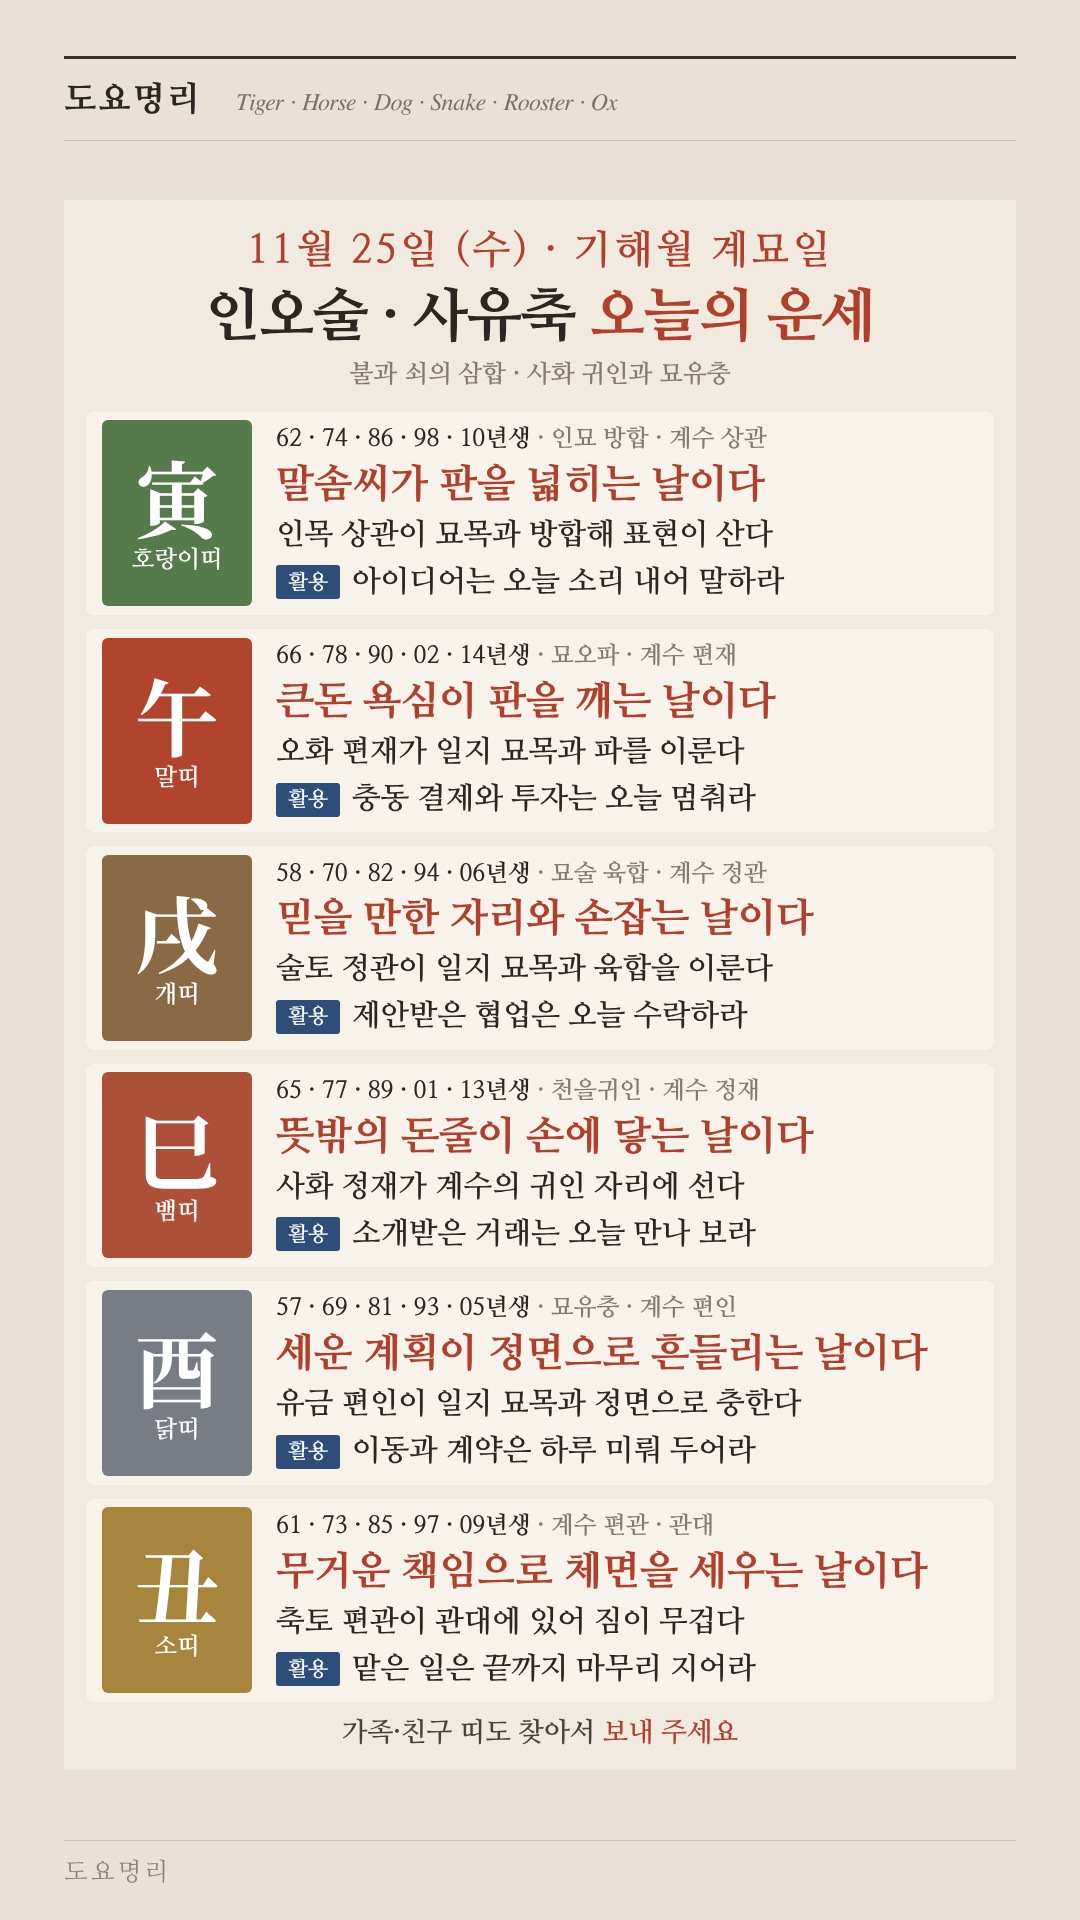 도요명리 Tiger · Horse · Dog · Snake · Rooster · Ox
11월 25일 (수) · 기해월 계묘일
인오술 · 사유축 오늘의 운세
불과 쇠의 삼합 · 사화 귀인과 묘유충
寅
호랑이띠
62 · 74 · 86 · 98 · 10년생 · 인묘 방합 · 계수 상관
말솜씨가 판을 넓히는 날이다
인목 상관이 묘목과 방합해 표현이 산다
활용 아이디어는 오늘 소리 내어 말하라
午
말띠
66 · 78 · 90 · 02 · 14년생 · 묘오파 · 계수 편재
큰돈 욕심이 판을 깨는 날이다
오화 편재가 일지 묘목과 파를 이룬다
활용 충동 결제와 투자는 오늘 멈춰라
戌
개띠
58 · 70 · 82 · 94 · 06년생 · 묘술 육합 · 계수 정관
믿을 만한 자리와 손잡는 날이다
술토 정관이 일지 묘목과 육합을 이룬다
활용 제안받은 협업은 오늘 수락하라
巳
뱀띠
65 · 77 · 89 · 01 · 13년생 · 천을귀인 · 계수 정재
뜻밖의 돈줄이 손에 닿는 날이다
사화 정재가 계수의 귀인 자리에 선다
활용 소개받은 거래는 오늘 만나 보라
酉
닭띠
57 · 69 · 81 · 93 · 05년생 · 묘유충 · 계수 편인
세운 계획이 정면으로 흔들리는 날이다
유금 편인이 일지 묘목과 정면으로 충한다
활용 이동과 계약은 하루 미뤄 두어라
丑
소띠
61 · 73 · 85 · 97 · 09년생 · 계수 편관 · 관대
무거운 책임으로 체면을 세우는 날이다
축토 편관이 관대에 있어 짐이 무겁다
활용 맡은 일은 끝까지 마무리 지어라
가족·친구 띠도 찾아서 보내 주세요
도요명리